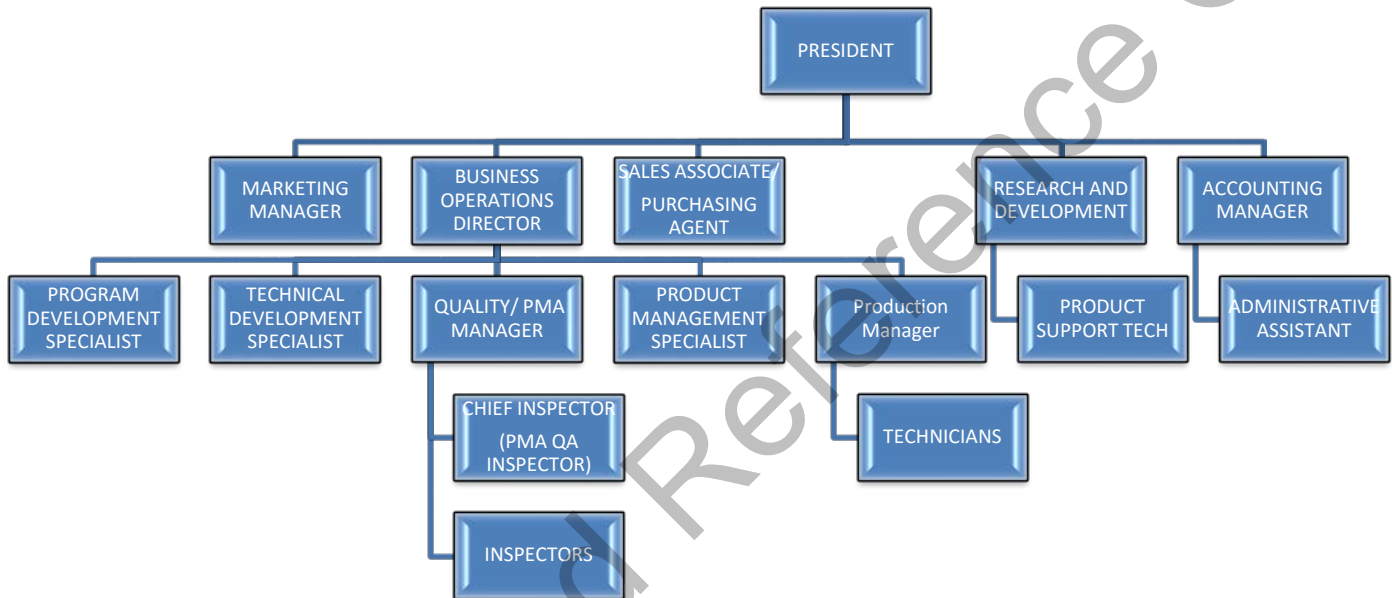 PRESIDENT
MARKETING
MANAGER
BUSINESS
OPERATIONS
DIRECTOR
SALES ASSOCIATE/
PURCHASING
AGENT
RESEARCH AND
DEVELOPMENT
ACCOUNTING
MANAGER
PROGRAM
DEVELOPMENT
SPECIALIST
TECHNICAL
DEVELOPMENT
SPECIALIST
QUALITY/ PMA
MANAGER
PRODUCT
MANAGEMENT
SPECIALIST
Production
Manager
PRODUCT
SUPPORT TECH
ADMINISTRATIVE
ASSISTANT
CHIEF INSPECTOR
(PMA QA
INSPECTOR)
TECHNICIANS
INSPECTORS
d Reference